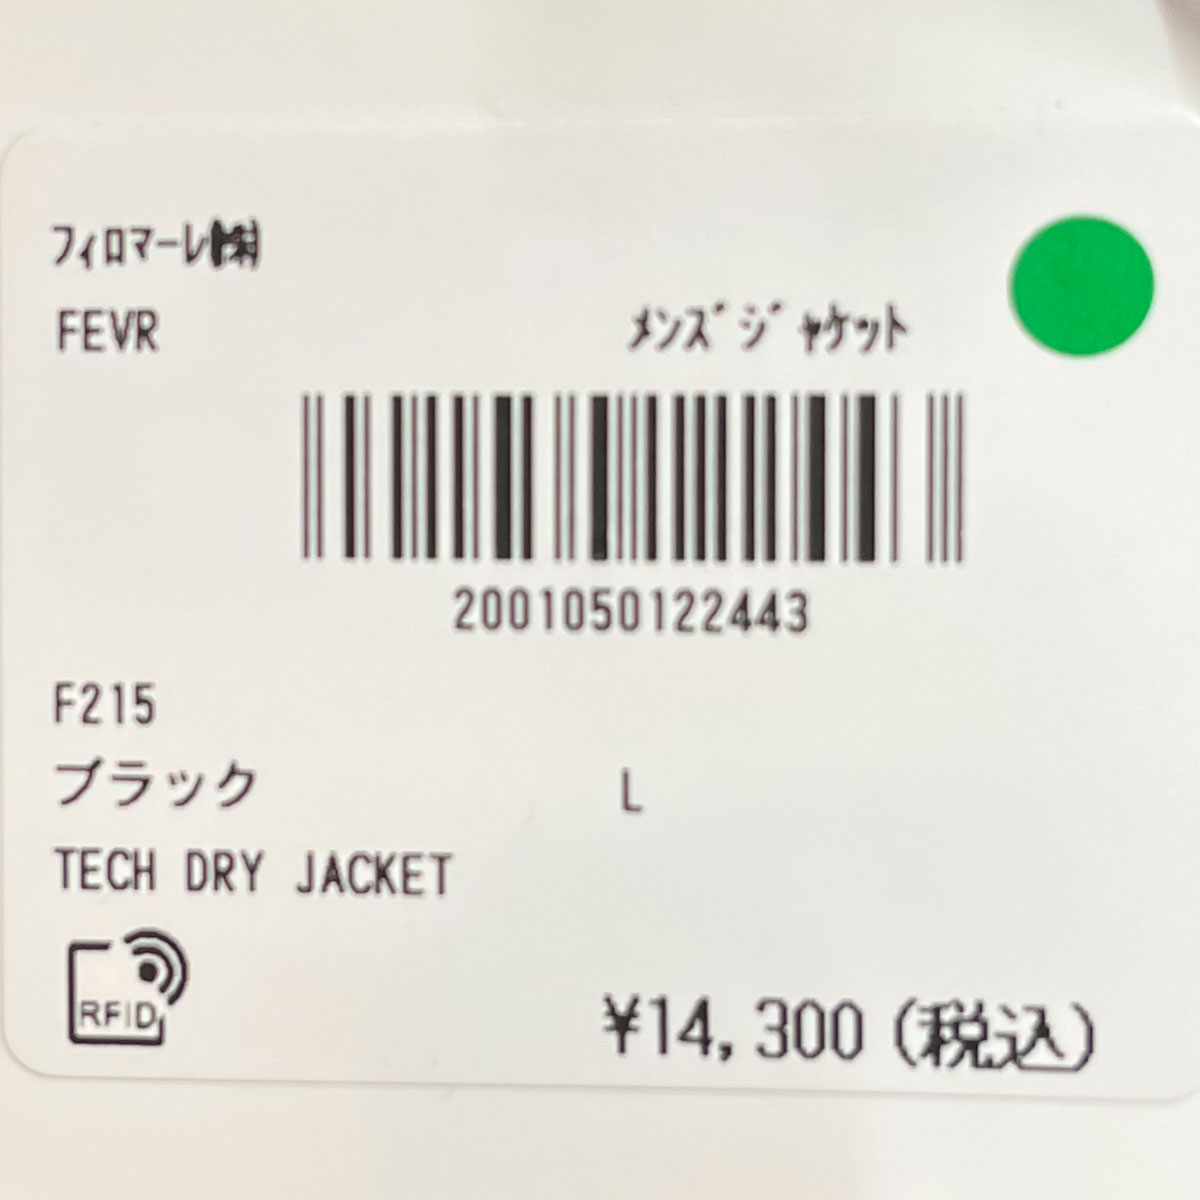 フィロマーレ㈱
FEVR メンズジャケット
2001050122443
F215
ブラック L
TECH DRY JACKET
RFID
¥14,300(税込)